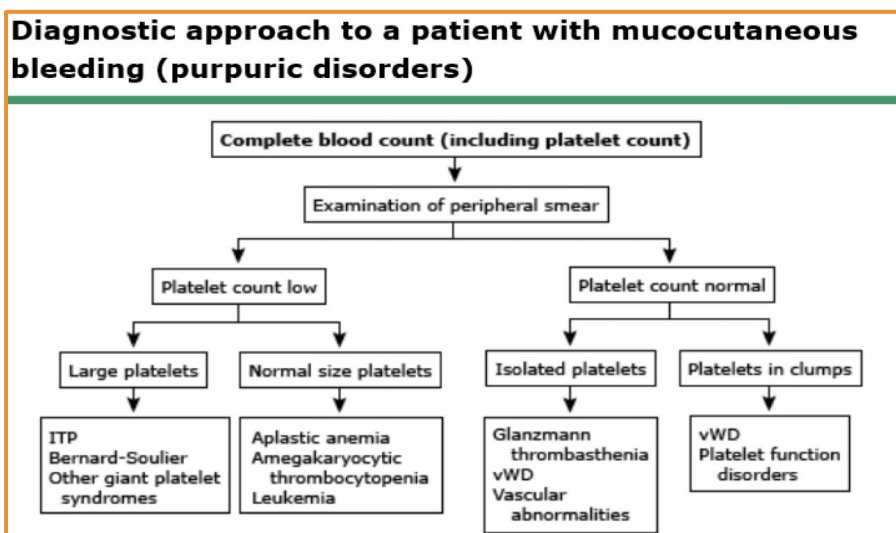 Diagnostic approach to a patient with mucocutaneous
bleeding (purpuric disorders)
Complete blood count (including platelet count)
Examination of peripheral smear
Platelet count low
Platelet count normal
Large platelets
Normal size platelets
Isolated platelets
Platelets in clumps
ITP
Bernard-Soulier
Other giant platelet
syndromes
Aplastic anemia
Amegakaryocytic
thrombocytopenia
Leukemia
Glanzmann
thrombasthenia
vWD
Vascular
abnormalities
vWD
Platelet function
disorders